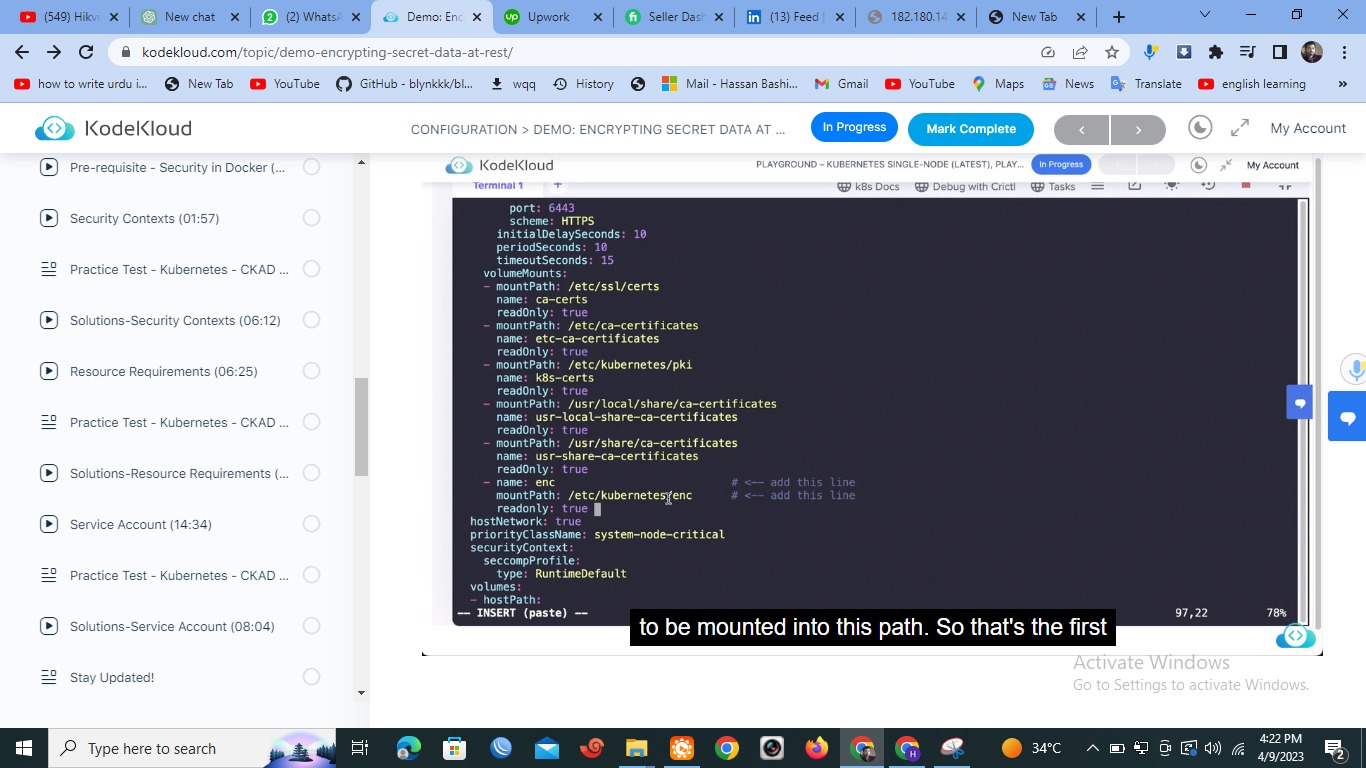 (549) Hikvi
New chat
(2) WhatsA
Demo: Enc
Upwork
Seller Das
(13) Feed |
182.180.14
New Tab
kodekloud.com/topic/demo-encrypting-secret-data-at-rest/
how to write urdu i...
New Tab
YouTube
GitHub - blynkkk/bl...
wqq
History
Mail - Hassan Bashi...
Gmail
YouTube
Maps
News
Translate
english learning
»
KodeKloud
CONFIGURATION > DEMO: ENCRYPTING SECRET DATA AT ...
In Progress
Mark Complete
My Account
Pre-requisite - Security in Docker (...
Security Contexts (01:57)
Practice Test - Kubernetes - CKAD ...
Solutions-Security Contexts (06:12)
Resource Requirements (06:25)
Practice Test - Kubernetes - CKAD ...
Solutions-Resource Requirements (...
Service Account (14:34)
Practice Test - Kubernetes - CKAD ...
Solutions-Service Account (08:04)
Stay Updated!
KodeKloud
PLAYGROUND – KUBERNETES SINGLE-NODE (LATEST), PLAY...
In Progress
My Account
Terminal 1
+
k8s Docs
Debug with Crictl
Tasks
port: 6443
scheme: HTTPS
initialDelaySeconds: 10
periodSeconds: 10
timeoutSeconds: 15
volumeMounts:
- mountPath: /etc/ssl/certs
name: ca-certs
readOnly: true
- mountPath: /etc/ca-certificates
name: etc-ca-certificates
readOnly: true
- mountPath: /etc/kubernetes/pki
name: k8s-certs
readOnly: true
- mountPath: /usr/local/share/ca-certificates
name: usr-local-share-ca-certificates
readOnly: true
- mountPath: /usr/share/ca-certificates
name: usr-share-ca-certificates
readOnly: true
- name: enc # <-- add this line
mountPath: /etc/kubernetes/enc # <-- add this line
readonly: true
hostNetwork: true
priorityClassName: system-node-critical
securityContext:
seccompProfile:
type: RuntimeDefault
volumes:
- hostPath:
-- INSERT (paste) --
97,22
78%
to be mounted into this path. So that's the first
Activate Windows
Go to Settings to activate Windows.
Type here to search
34°C
4:22 PM
4/9/2023
2